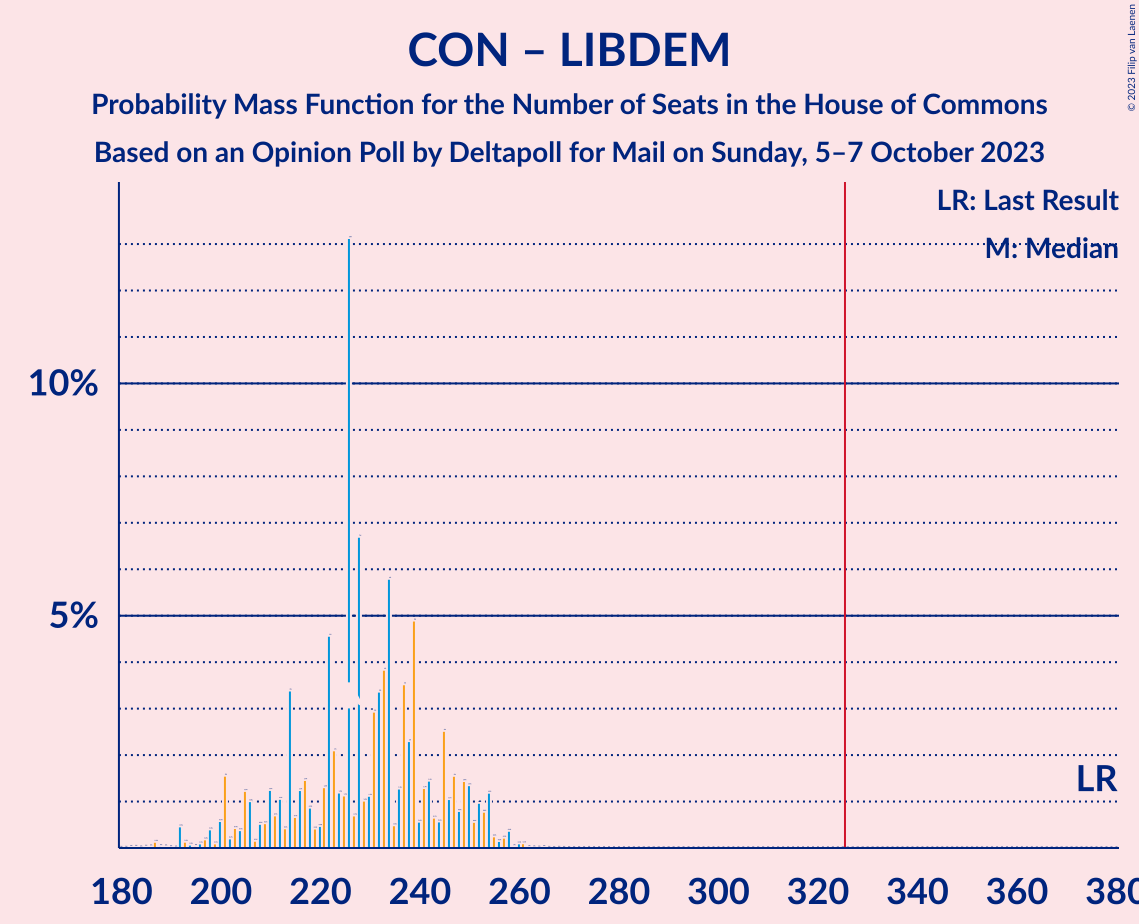 CON – LIBDEM
Probability Mass Function for the Number of Seats in the House of Commons
Based on an Opinion Poll by Deltapoll for Mail on Sunday, 5–7 October 2023
© 2023 Filip van Laenen
LR: Last Result
M: Median
10%
5%
LR
180 200 220 240 260 280 300 320 340 360 380